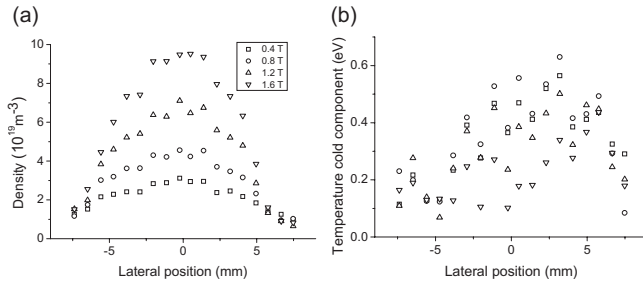 (a)
Density (10^19 m-3)
10
8
6
4
2
0
-5
0
5
Lateral position (mm)
0.4 T
0.8 T
1.2 T
1.6 T
(b)
Temperature cold component (eV)
0.6
0.4
0.2
0.0
-5
0
5
Lateral position (mm)